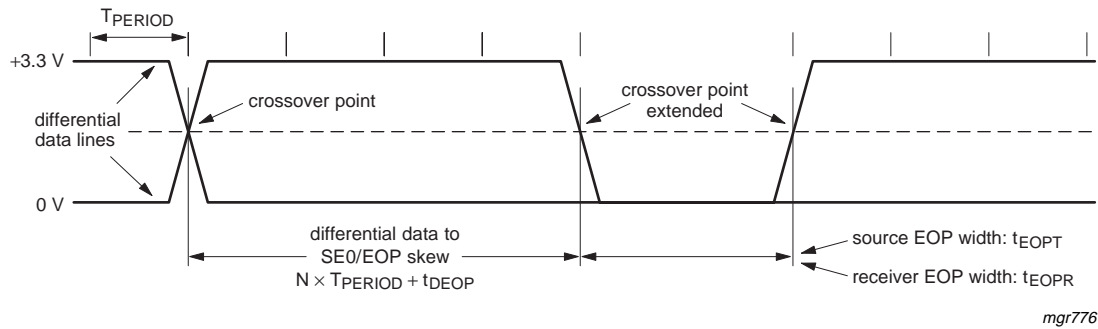 TPERIOD
+3.3 V
crossover point
crossover point
extended
differential
data lines
0 V
differential data to
SE0/EOP skew
N × TPERIOD + tDEOP
source EOP width: tEOPT
receiver EOP width: tEOPR
mgr776